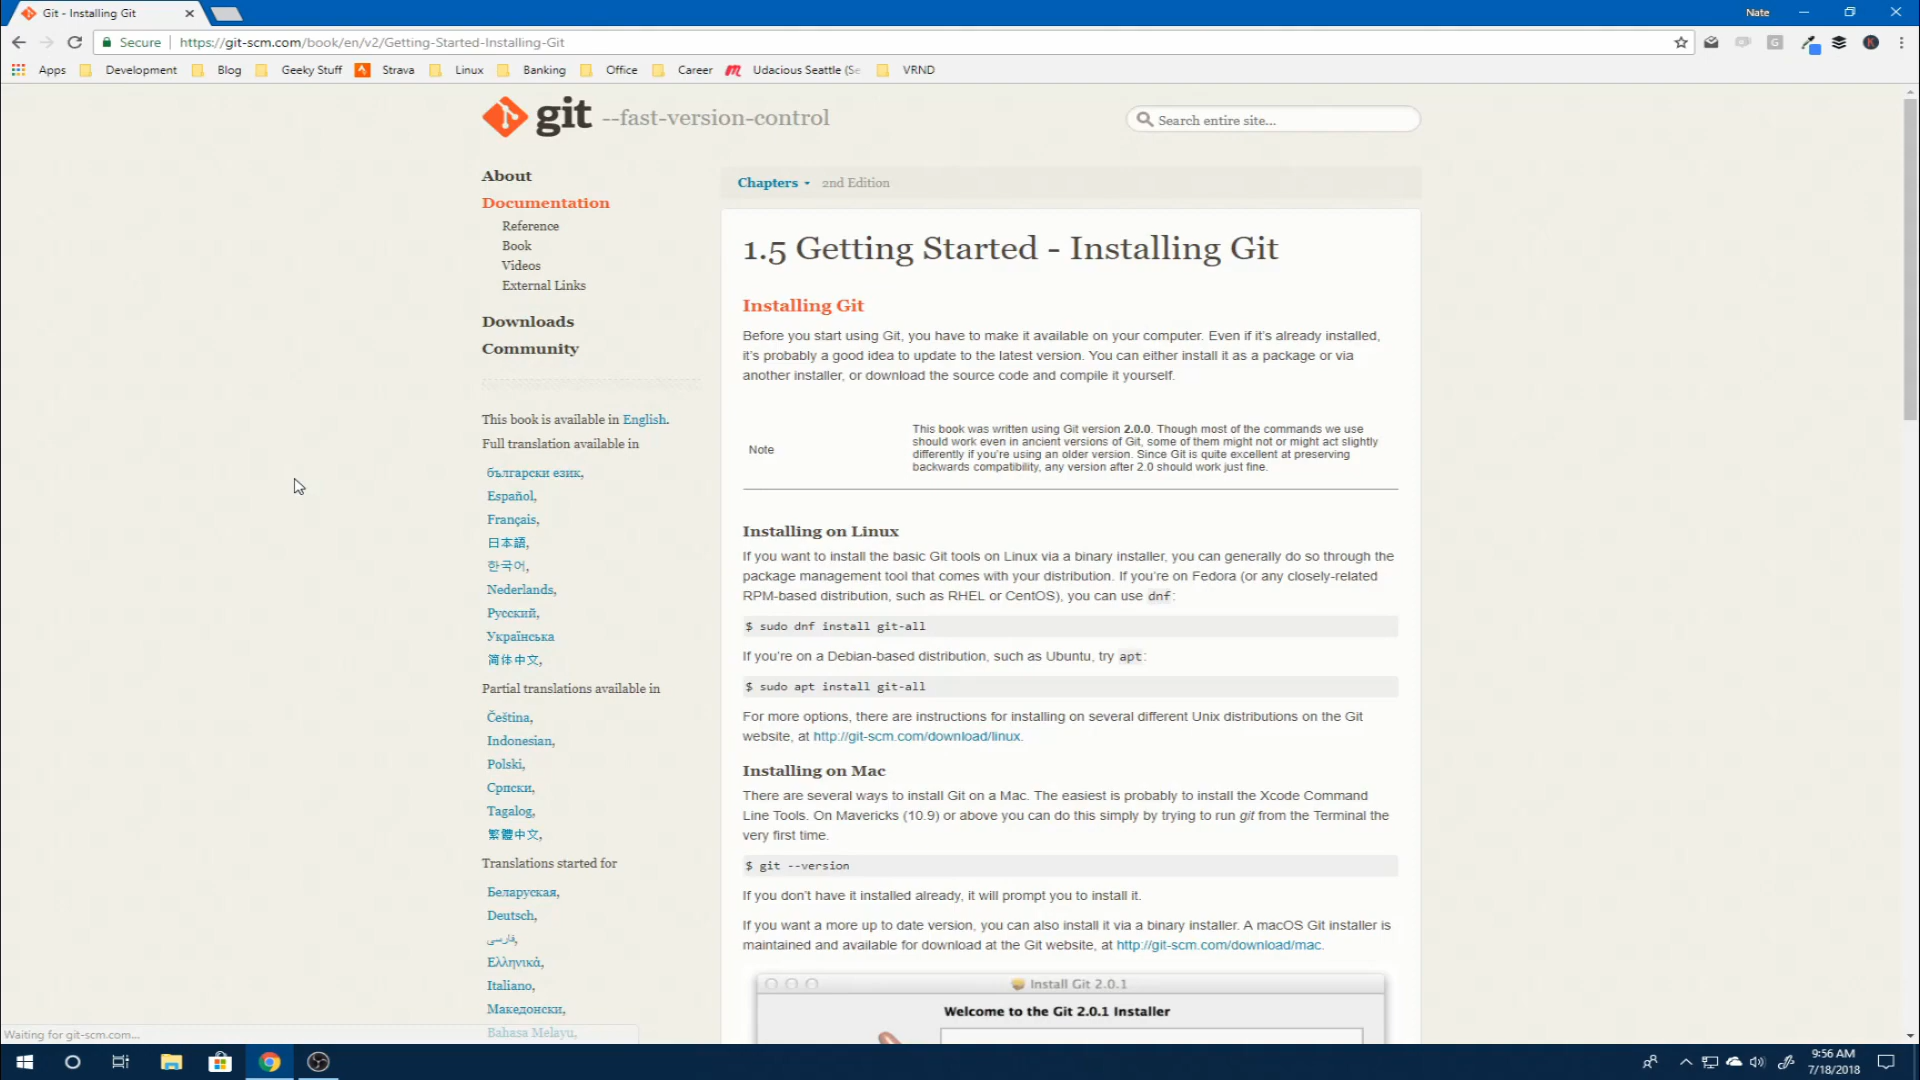 Git - Installing Git
Nate
Secure
https://git-scm.com/book/en/v2/Getting-Started-Installing-Git
Apps
Development
Blog
Geeky Stuff
Strava
Linux
Banking
Office
Career
Udacious Seattle (Se
VRND
git --fast-version-control
Search entire site...
About
Documentation
Reference
Book
Videos
External Links
Downloads
Community
This book is available in English.
Full translation available in
български език,
Español,
Français,
日本語,
한국어,
Nederlands,
Русский,
Українська
简体中文,
Partial translations available in
Čeština,
Indonesian,
Polski,
Српски,
Tagalog,
繁體中文,
Translations started for
Беларуская,
Deutsch,
فارسی,
Ελληνικά,
Italiano,
Македонски,
Bahasa Melayu,
Chapters
2nd Edition
1.5 Getting Started - Installing Git
Installing Git
Before you start using Git, you have to make it available on your computer. Even if it's already installed,
it's probably a good idea to update to the latest version. You can either install it as a package or via
another installer, or download the source code and compile it yourself.
Note
This book was written using Git version 2.0.0. Though most of the commands we use
should work even in ancient versions of Git, some of them might not or might act slightly
differently if you're using an older version. Since Git is quite excellent at preserving
backwards compatibility, any version after 2.0 should work just fine.
Installing on Linux
If you want to install the basic Git tools on Linux via a binary installer, you can generally do so through the
package management tool that comes with your distribution. If you're on Fedora (or any closely-related
RPM-based distribution, such as RHEL or CentOS), you can use dnf:
$ sudo dnf install git-all
If you're on a Debian-based distribution, such as Ubuntu, try apt:
$ sudo apt install git-all
For more options, there are instructions for installing on several different Unix distributions on the Git
website, at http://git-scm.com/download/linux.
Installing on Mac
There are several ways to install Git on a Mac. The easiest is probably to install the Xcode Command
Line Tools. On Mavericks (10.9) or above you can do this simply by trying to run git from the Terminal the
very first time.
$ git --version
If you don't have it installed already, it will prompt you to install it.
If you want a more up to date version, you can also install it via a binary installer. A macOS Git installer is
maintained and available for download at the Git website, at http://git-scm.com/download/mac.
Install Git 2.0.1
Welcome to the Git 2.0.1 Installer
Waiting for git-scm.com...
9:56 AM
7/18/2018